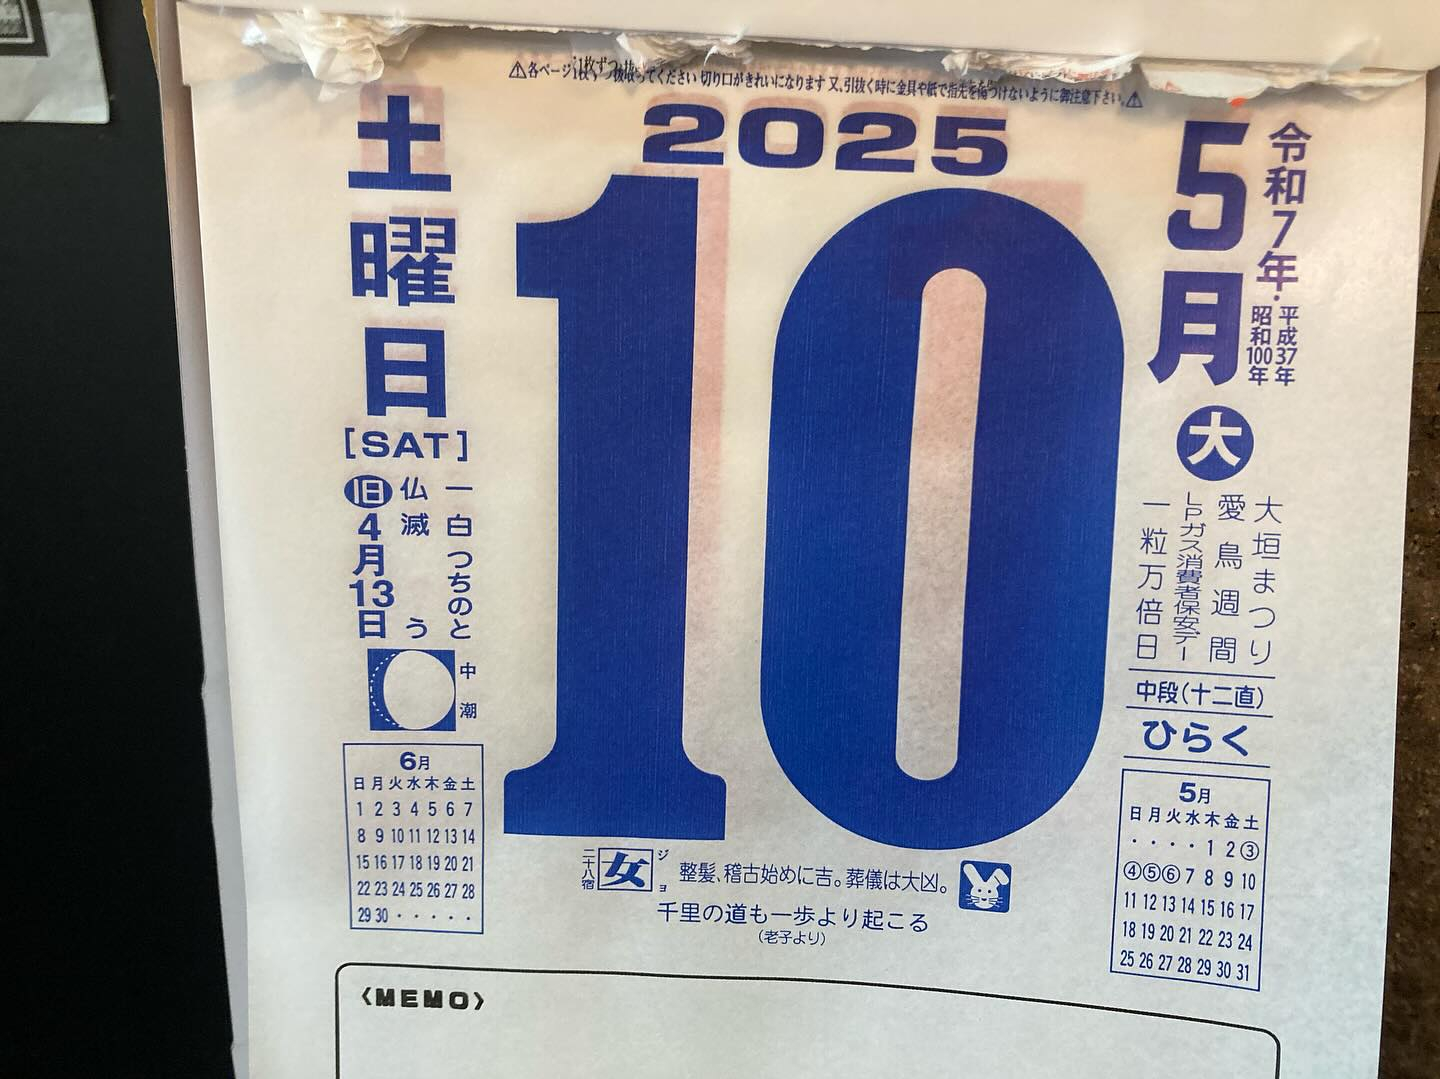 ⚠各ページ1枚ずつ抜取ってください 切り口がきれいになります 又、引抜く時に金具や紙で指先を傷つけないように御注意下さい。⚠
2025
5月
令和7年・平成37年
昭和100年
大
大垣まつり
愛鳥週間
LPガス消費者保安デー
一粒万倍日
中段(十二直)
ひらく
10
土曜日
[SAT]
一白 つちのと
仏滅 う
旧4月13日
中潮
6月
日月火水木金土
1 2 3 4 5 6 7
8 9 10 11 12 13 14
15 16 17 18 19 20 21
22 23 24 25 26 27 28
29 30 ・・・・・
5月
日月火水木金土
・・・・1 2 ③
④⑤⑥7 8 9 10
11 12 13 14 15 16 17
18 19 20 21 22 23 24
25 26 27 28 29 30 31
二十八宿 女 ジョ
整髪、稽古始めに吉。葬儀は大凶。
千里の道も一歩より起こる
(老子より)
〈MEMO〉